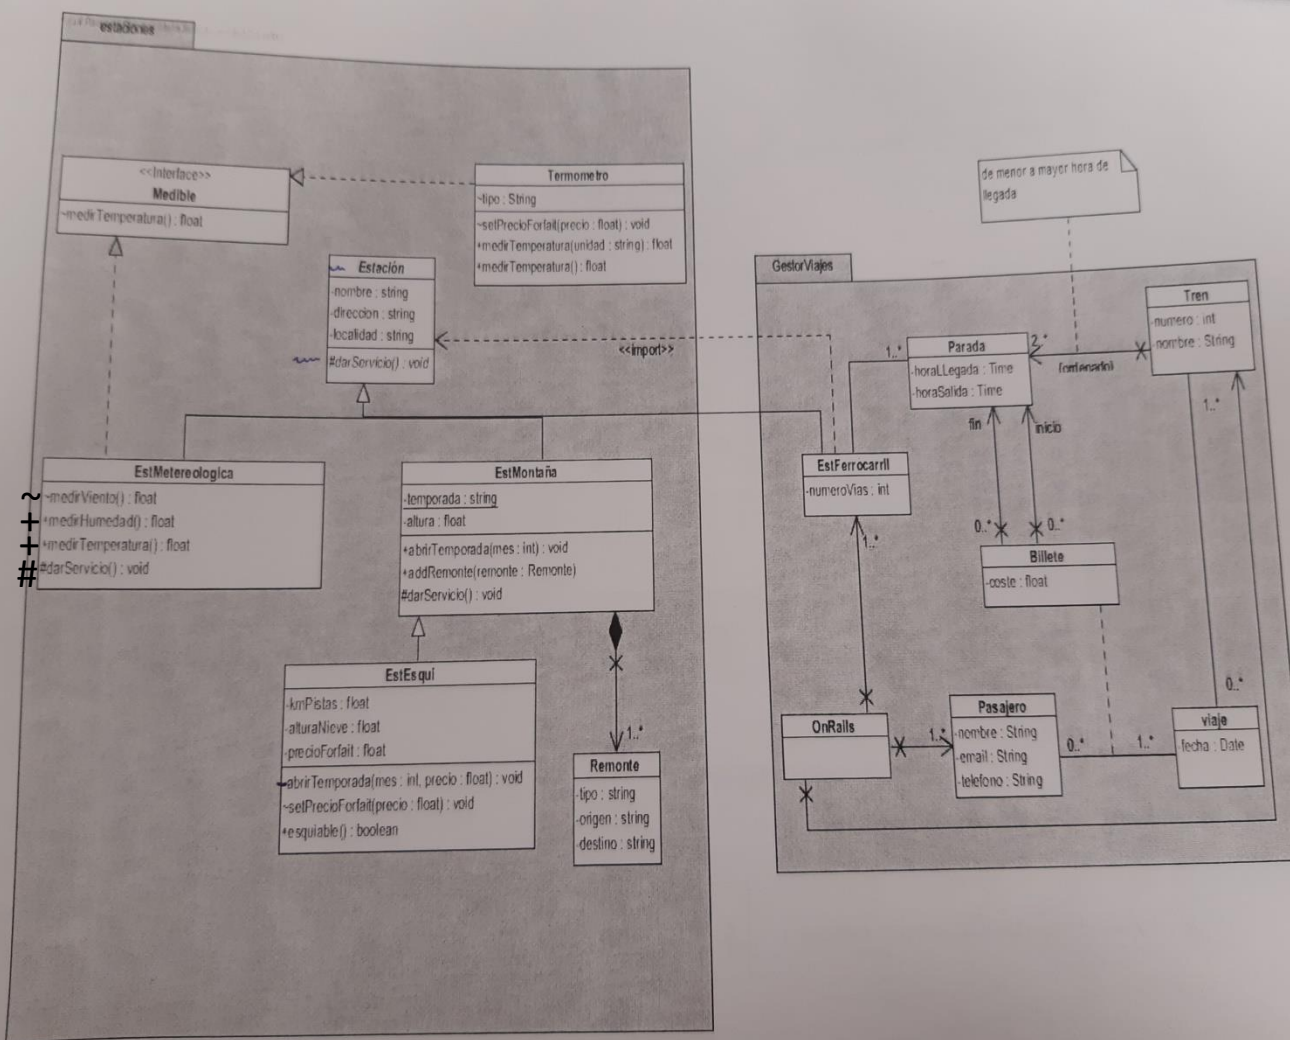 estaciones
<<Interface>>
Medible
~medirTemperatura() : float
Termometro
~tipo : String
~setPrecioForfait(precio : float) : void
+medirTemperatura(unidad : string) : float
+medirTemperatura() : float
Estación
-nombre : string
-direccion : string
-localidad : string
#darServicio() : void
<<import>>
EstMetereologica
~ ~medirViento() : float
+ +medirHumedad() : float
+ +medirTemperatura() : float
# #darServicio() : void
EstMontaña
-temporada : string
-altura : float
+abrirTemporada(mes : int) : void
+addRemonte(remonte : Remonte)
#darServicio() : void
EstEsquí
-kmPistas : float
-alturaNieve : float
-precioForfait : float
-abrirTemporada(mes : int, precio : float) : void
~setPrecioForfait(precio : float) : void
+esquiable() : boolean
1..*
Remonte
-tipo : string
-origen : string
-destino : string
de menor a mayor hora de
llegada
GestorViajes
Tren
-numero : int
-nombre : String
1..*
Parada
2..*
-horaLLegada : Time
-horaSalida : Time
{ordenado}
1..*
fin
inicio
EstFerrocarril
-numeroVias : int
1..*
0..*
0..*
Billete
-coste : float
0..*
OnRails
1..*
Pasajero
-nombre : String
-email : String
-telefono : String
0..*
1..*
viaje
-fecha : Date